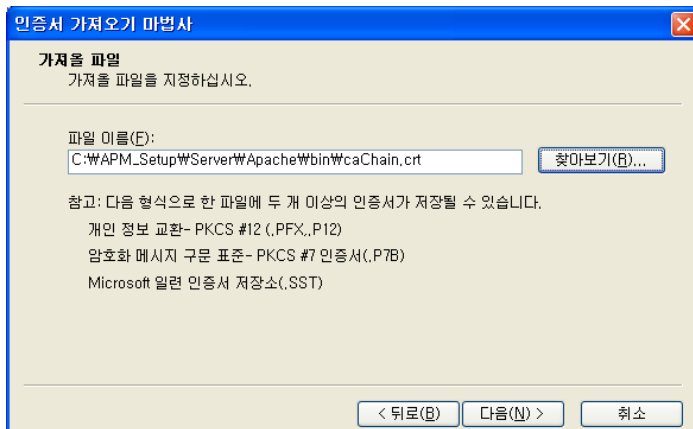 인증서 가져오기 마법사
가져올 파일
가져올 파일을 지정하십시오.
파일 이름(F):
C:₩APM_Setup₩Server₩Apache₩bin₩caChain.crt
찾아보기(R)...
참고: 다음 형식으로 한 파일에 두 개 이상의 인증서가 저장될 수 있습니다.
개인 정보 교환- PKCS #12 (.PFX,.P12)
암호화 메시지 구문 표준- PKCS #7 인증서(.P7B)
Microsoft 일련 인증서 저장소(.SST)
< 뒤로(B) 다음(N) > 취소